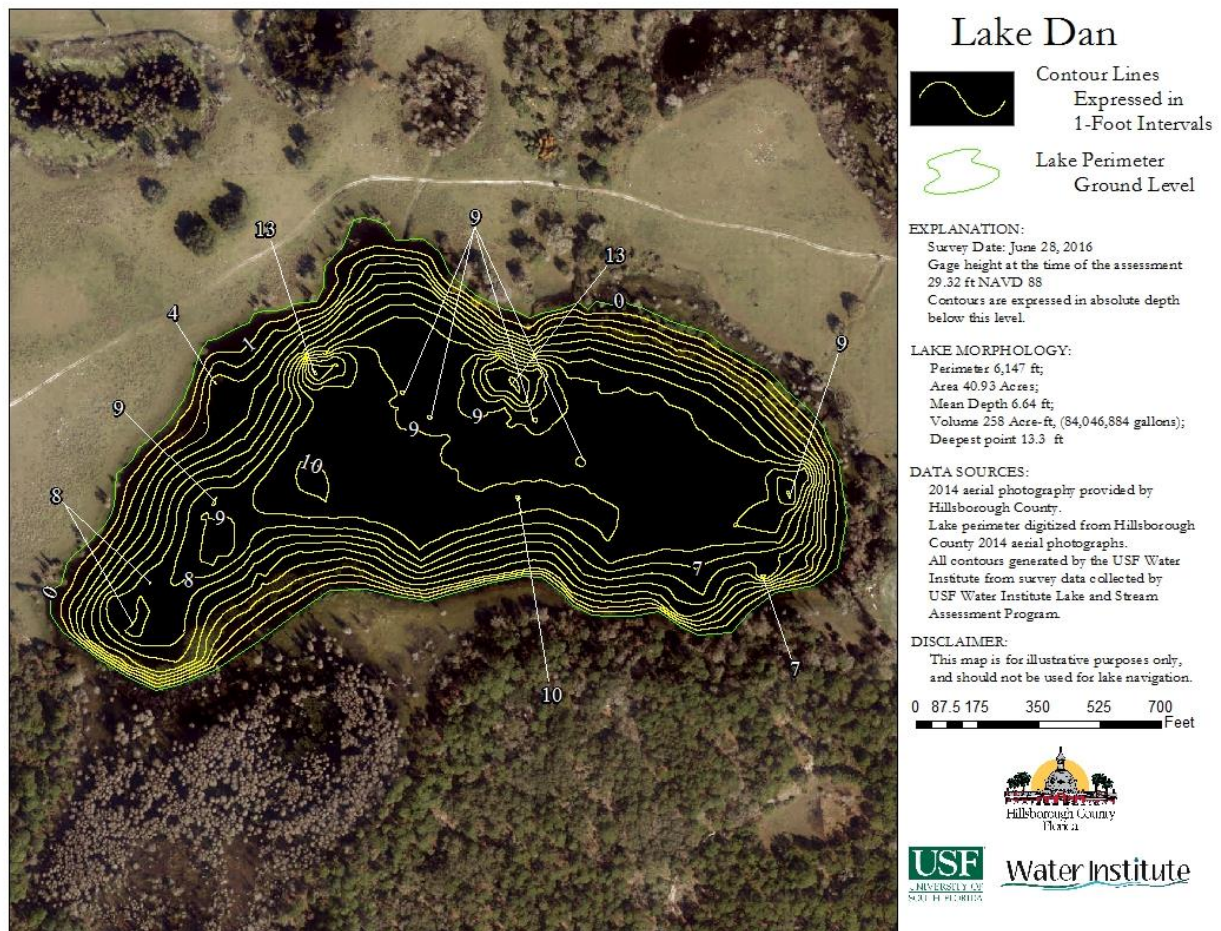 Lake Dan
Contour Lines
Expressed in
1-Foot Intervals
Lake Perimeter
Ground Level
EXPLANATION:
Survey Date: June 28, 2016
Gage height at the time of the assessment
29.32 ft NAVD 88
Contours are expressed in absolute depth
below this level.
LAKE MORPHOLOGY:
Perimeter 6,147 ft;
Area 40.93 Acres;
Mean Depth 6.64 ft;
Volume 258 Acre-ft, (84,046,884 gallons);
Deepest point 13.3 ft
DATA SOURCES:
2014 aerial photography provided by
Hillsborough County.
Lake perimeter digitized from Hillsborough
County 2014 aerial photographs.
All contours generated by the USF Water
Institute from survey data collected by
USF Water Institute Lake and Stream
Assessment Program.
DISCLAIMER:
This map is for illustrative purposes only,
and should not be used for lake navigation.
0 87.5 175 350 525 700
Feet
Hillsborough County
Florida
USF
UNIVERSITY OF
SOUTH FLORIDA
Water Institute
9
13
13
0
4
1
9
9
9
9
10
8
9
8
0
7
7
10